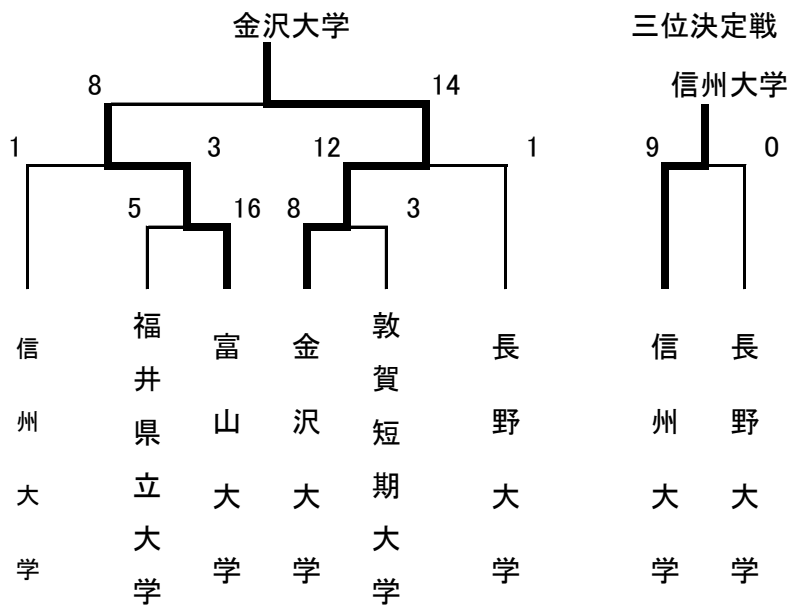 金沢大学
三位決定戦
信州大学
8
14
1
3
12
1
9
0
5
16
8
3
信州大学
福井県立大学
富山大学
金沢大学
敦賀短期大学
長野大学
信州大学
長野大学